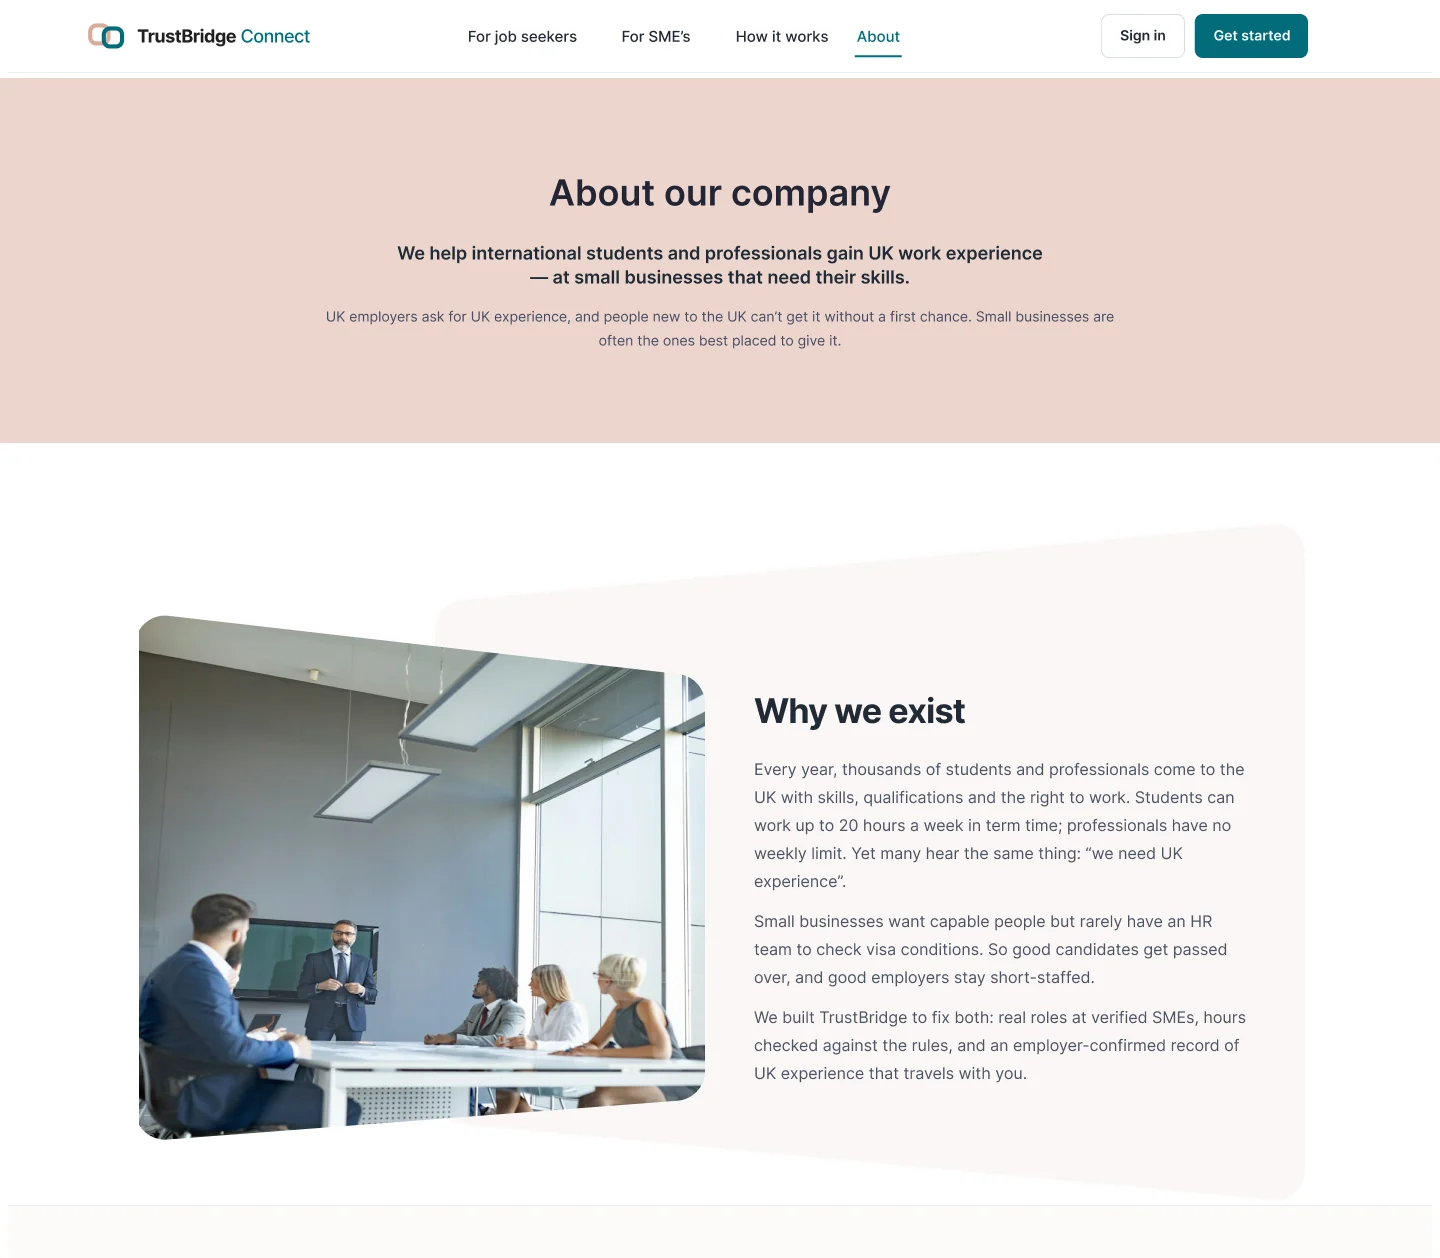 TrustBridge Connect
For job seekers
For SME’s
How it works
About
Sign in
Get started
About our company
We help international students and professionals gain UK work experience
— at small businesses that need their skills.
UK employers ask for UK experience, and people new to the UK can’t get it without a first chance. Small businesses are
often the ones best placed to give it.
Why we exist
Every year, thousands of students and professionals come to the
UK with skills, qualifications and the right to work. Students can
work up to 20 hours a week in term time; professionals have no
weekly limit. Yet many hear the same thing: “we need UK
experience”.
Small businesses want capable people but rarely have an HR
team to check visa conditions. So good candidates get passed
over, and good employers stay short-staffed.
We built TrustBridge to fix both: real roles at verified SMEs, hours
checked against the rules, and an employer-confirmed record of
UK experience that travels with you.